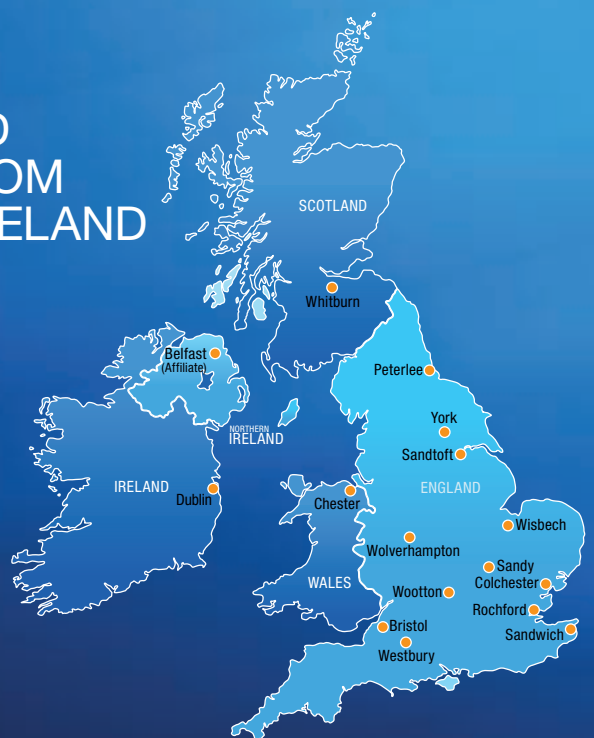 D
OM
ELAND
SCOTLAND
Whitburn
Belfast
(Affiliate)
Peterlee
York
NORTHERN
IRELAND
Sandtoft
IRELAND
Dublin
Chester
ENGLAND
Wisbech
Wolverhampton
Sandy
WALES
Colchester
Wootton
Rochford
Bristol
Sandwich
Westbury